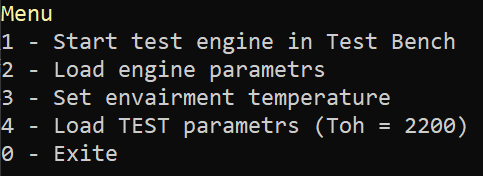 Menu
1 - Start test engine in Test Bench
2 - Load engine parametrs
3 - Set envairment temperature
4 - Load TEST parametrs (Toh = 2200)
0 - Exite